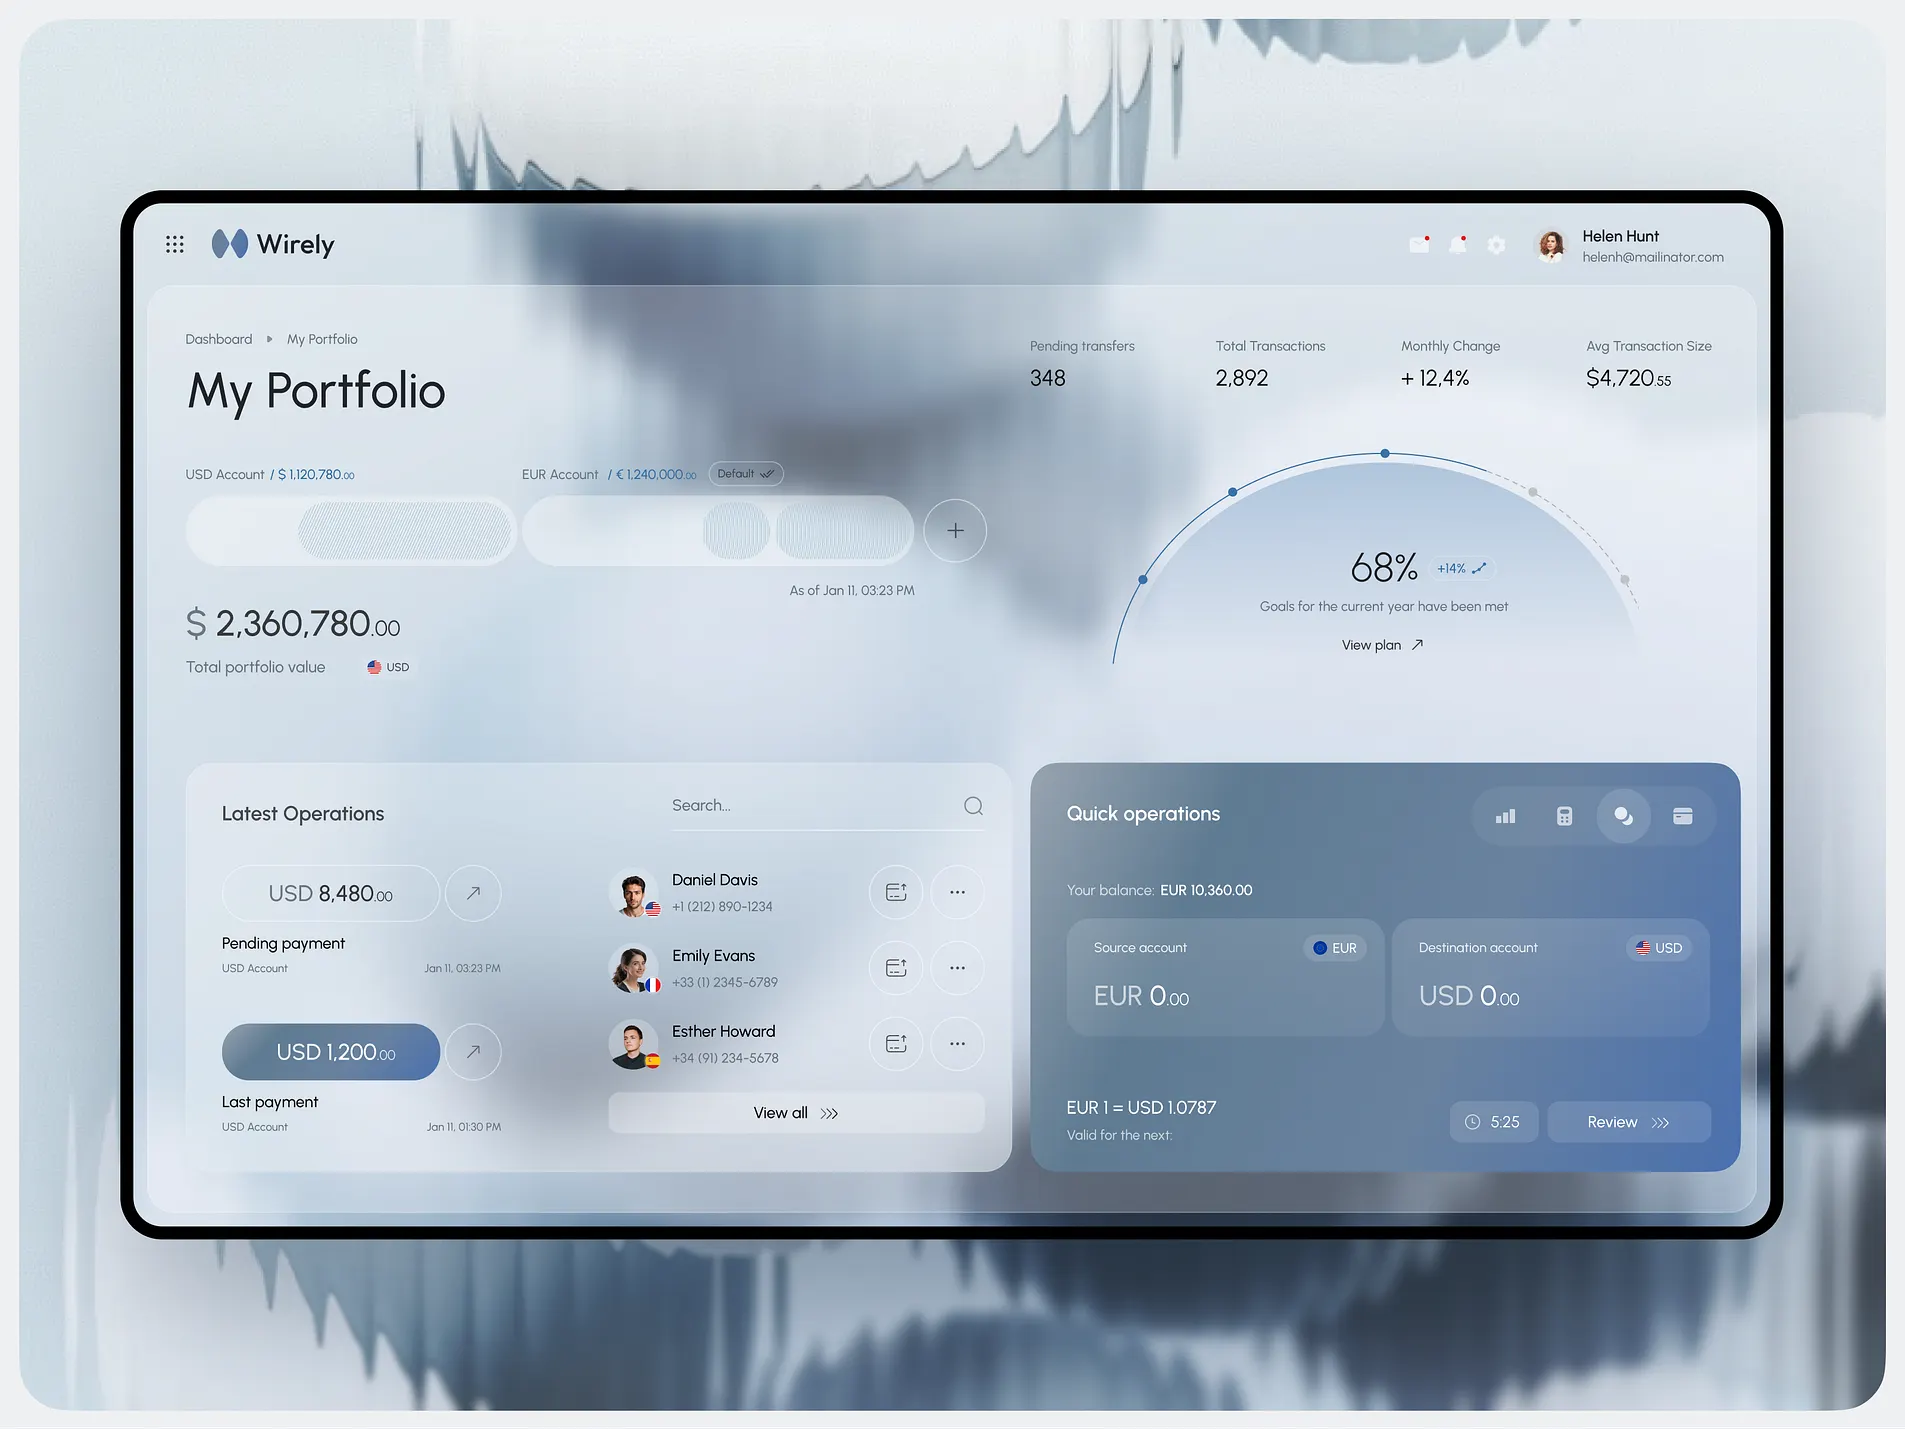 Wirely
Helen Hunt
helenh@mailinator.com
Dashboard My Portfolio
My Portfolio
Pending transfers
348
Total Transactions
2,892
Monthly Change
+ 12,4%
Avg Transaction Size
$4,720.55
USD Account / $ 1,120,780.00
EUR Account / € 1,240,000.00 Default
+
As of Jan 11, 03:23 PM
$ 2,360,780.00
Total portfolio value USD
68% +14%
Goals for the current year have been met
View plan
Latest Operations
USD 8,480.00
Pending payment
USD Account Jan 11, 03:23 PM
USD 1,200.00
Last payment
USD Account Jan 11, 01:30 PM
Search...
Daniel Davis
+1 (212) 890-1234
Emily Evans
+33 (1) 2345-6789
Esther Howard
+34 (91) 234-5678
View all
Quick operations
Your balance: EUR 10,360.00
Source account EUR
EUR 0.00
Destination account USD
USD 0.00
EUR 1 = USD 1.0787
Valid for the next:
5:25
Review